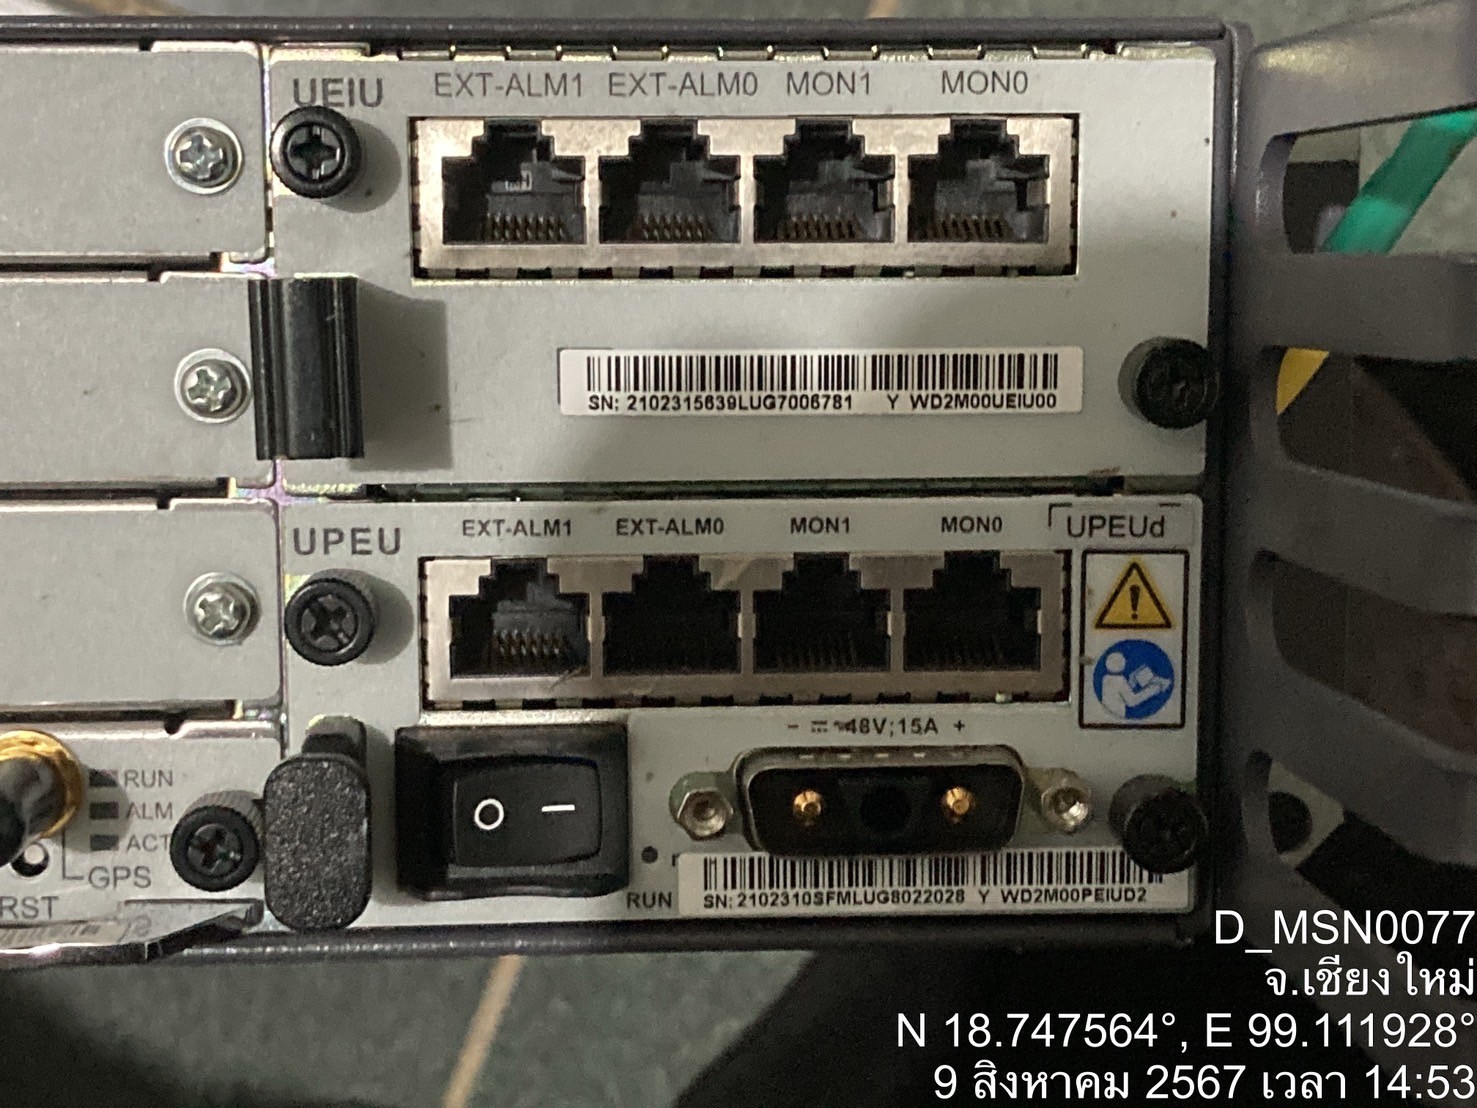 UEIU
EXT-ALM1 EXT-ALM0 MON1 MON0
SN: 2102315639LUG7006781 Y WD2M00UEIU00
UPEU
EXT-ALM1 EXT-ALM0 MON1 MON0
UPEUd
-48V;15A +
RUN
ALM
ACT
GPS
RST
RUN
SN: 2102310SFMLUG8022028 Y WD2M00PEIUD2
D_MSN0077
จ.เชียงใหม่
N 18.747564°, E 99.111928°
9 สิงหาคม 2567 เวลา 14:53